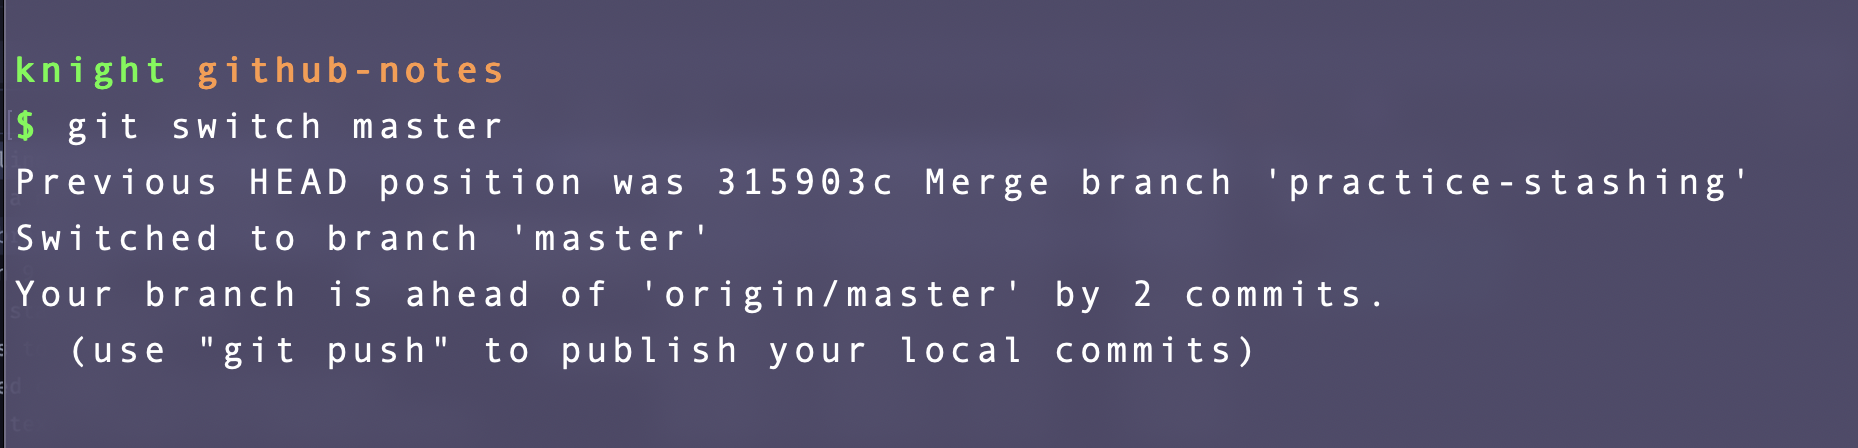 knight github-notes
$ git switch master
Previous HEAD position was 315903c Merge branch 'practice-stashing'
Switched to branch 'master'
Your branch is ahead of 'origin/master' by 2 commits.
  (use "git push" to publish your local commits)